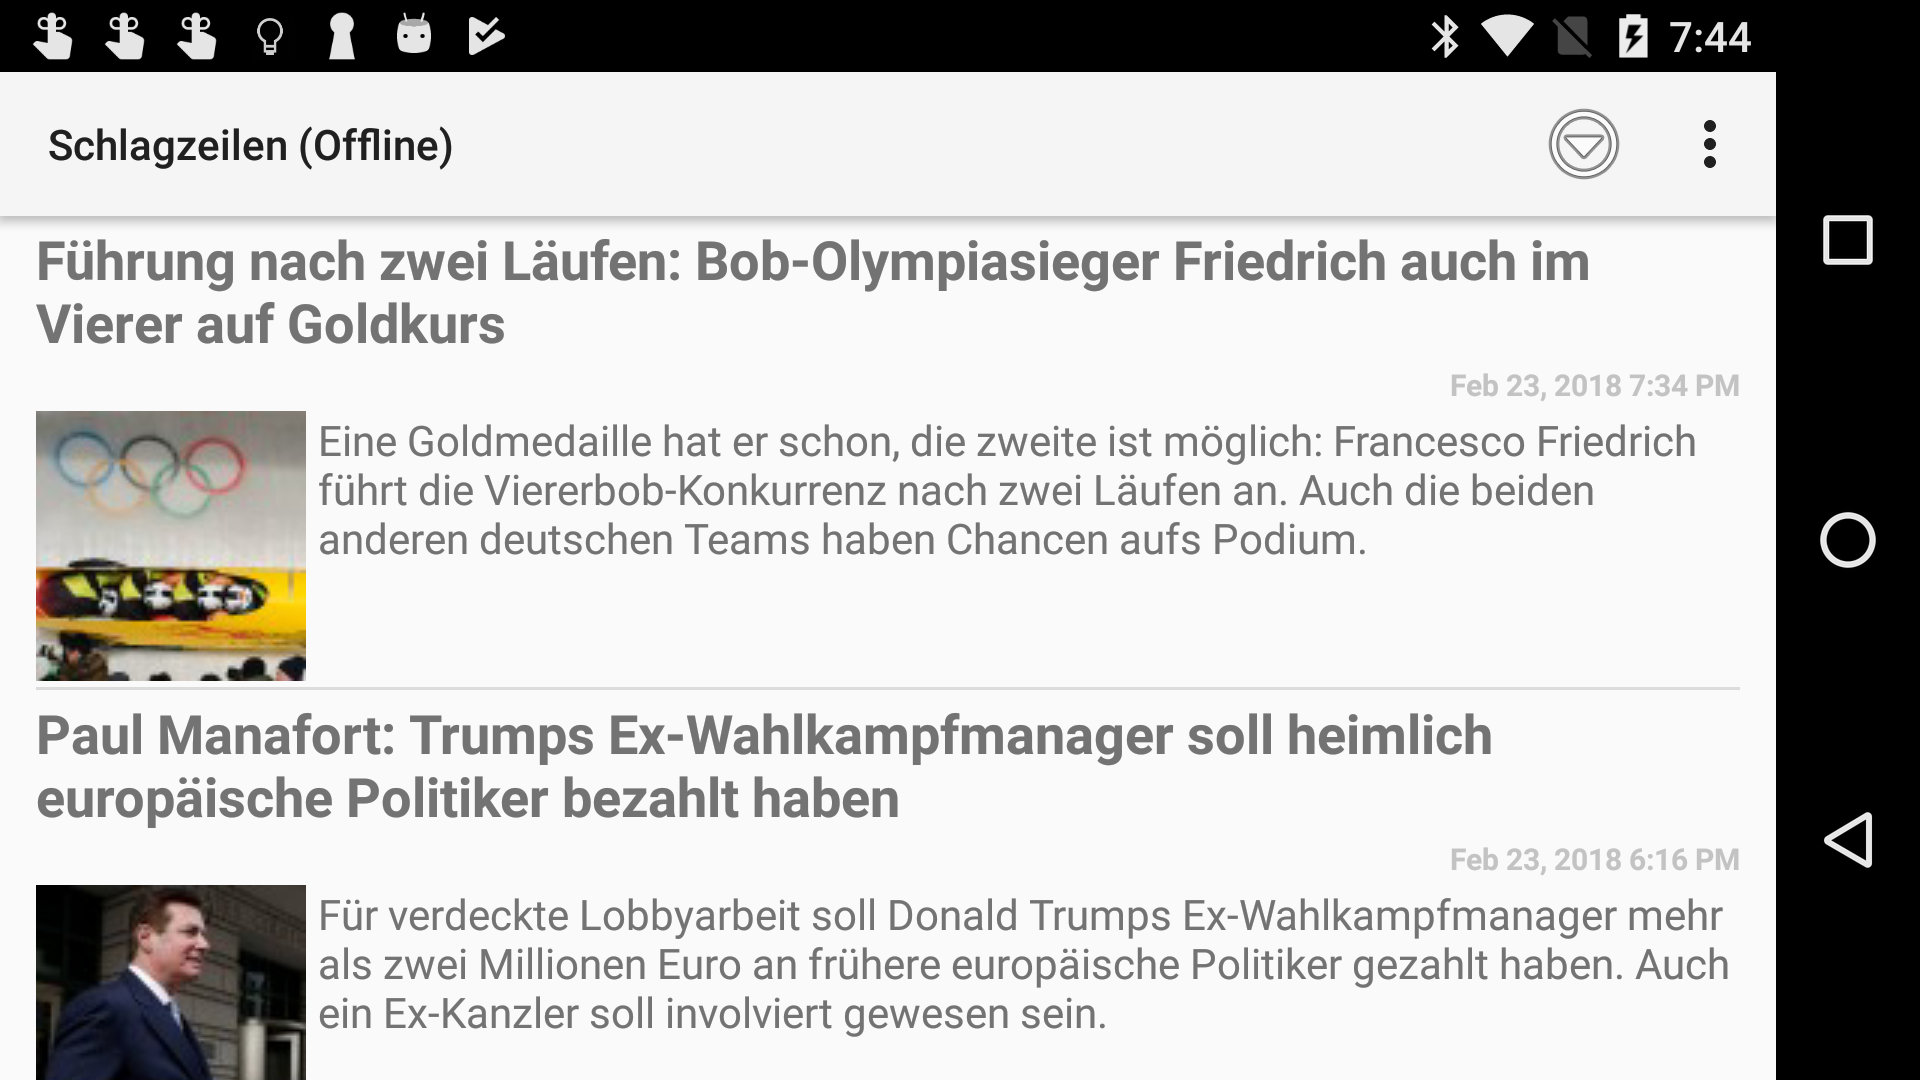 7:44
Schlagzeilen (Offline)
Führung nach zwei Läufen: Bob-Olympiasieger Friedrich auch im
Vierer auf Goldkurs
Feb 23, 2018 7:34 PM
Eine Goldmedaille hat er schon, die zweite ist möglich: Francesco Friedrich
führt die Viererbob-Konkurrenz nach zwei Läufen an. Auch die beiden
anderen deutschen Teams haben Chancen aufs Podium.
Paul Manafort: Trumps Ex-Wahlkampfmanager soll heimlich
europäische Politiker bezahlt haben
Feb 23, 2018 6:16 PM
Für verdeckte Lobbyarbeit soll Donald Trumps Ex-Wahlkampfmanager mehr
als zwei Millionen Euro an frühere europäische Politiker gezahlt haben. Auch
ein Ex-Kanzler soll involviert gewesen sein.